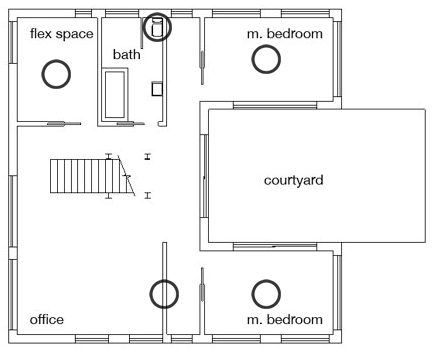 flex space
m. bedroom
bath
courtyard
office
m. bedroom